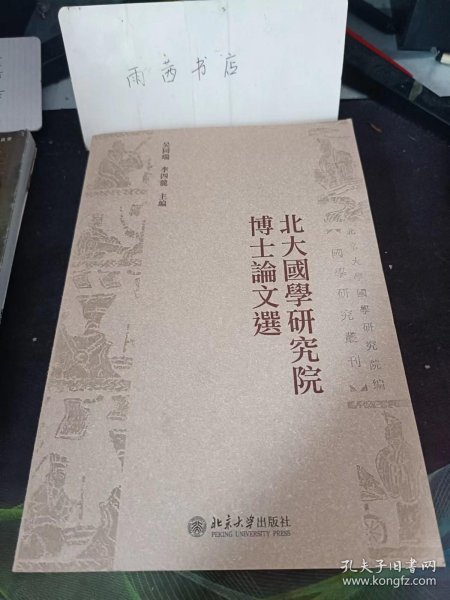 雨茜书店
吴同瑞 李四龍 主編
北大國學研究院
博士論文選
北京大學國學研究院編
國學研究叢刊
北京大学出版社
PEKING UNIVERSITY PRESS
孔夫子旧书网
www.kongfz.com